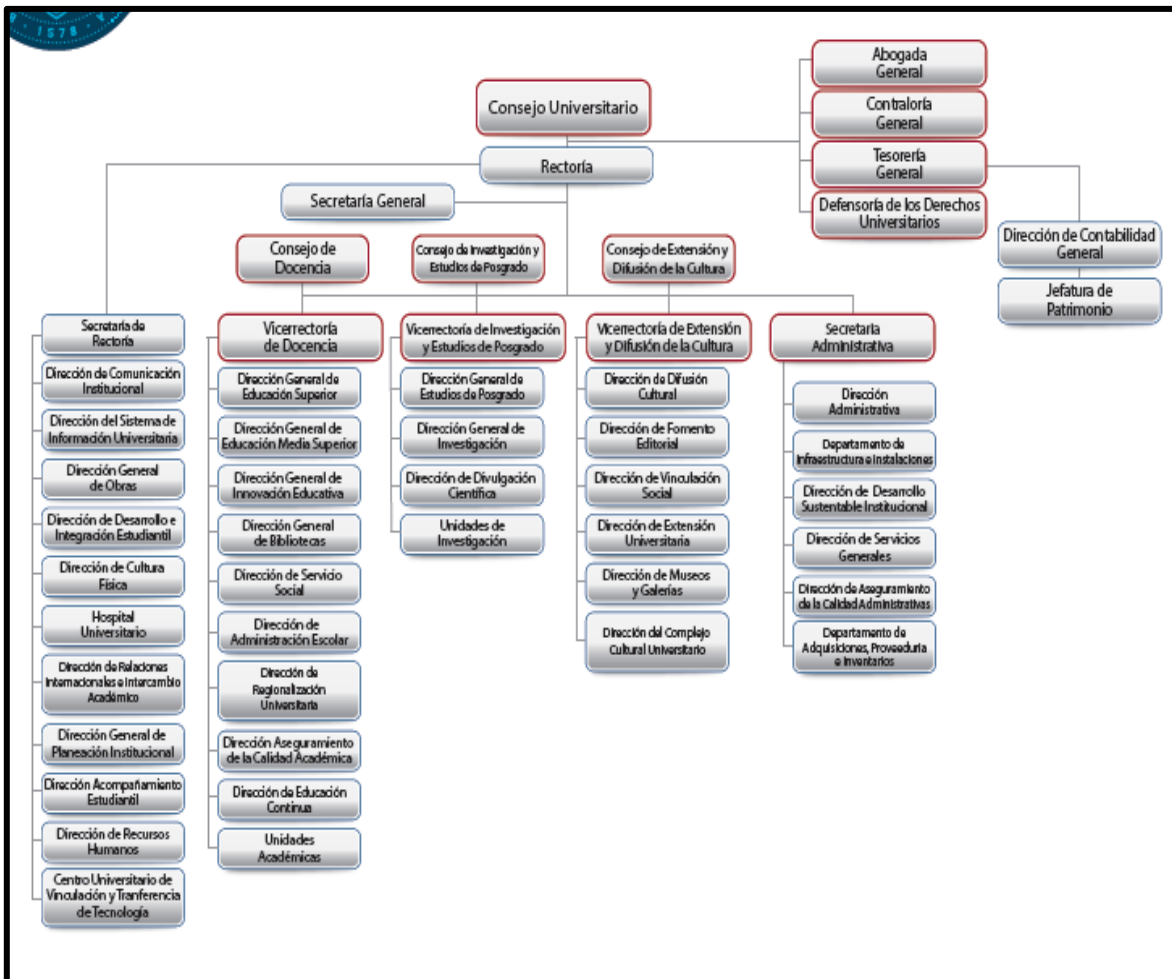 1578
Abogada
General
Consejo Universitario
Contraloría
General
Rectoría
Tesorería
General
Secretaría General
Defensoría de los Derechos
Universitarios
Dirección de Contabilidad
General
Jefatura de
Patrimonio
Consejo de
Docencia
Consejo de Investigación y
Estudios de Posgrado
Consejo de Extensión y
Difusión de la Cultura
Secretaría de
Rectoría
Dirección de Comunicación
Institucional
Dirección del Sistema de
Información Universitaria
Dirección General
de Obras
Dirección de Desarrollo e
Integración Estudiantil
Dirección de Cultura
Física
Hospital
Universitario
Dirección de Relaciones
Internacionales e Intercambio
Académico
Dirección General de
Planeación Institucional
Dirección Acompañamiento
Estudiantil
Dirección de Recursos
Humanos
Centro Universitario de
Vinculación y Tranferencia
de Tecnología
Vicerrectoría
de Docencia
Dirección General de
Educación Superior
Dirección General de
Educación Media Superior
Dirección General de
Innovación Educativa
Dirección General
de Bibliotecas
Dirección de Servicio
Social
Dirección de
Administración Escolar
Dirección de
Regionalización
Universitaria
Dirección Aseguramiento
de la Calidad Académica
Dirección de Educación
Continua
Unidades
Académicas
Vicerrectoría de Investigación
y Estudios de Posgrado
Dirección General de
Estudios de Posgrado
Dirección General de
Investigación
Dirección de Divulgación
Científica
Unidades de
Investigación
Vicerrectoría de Extensión
y Difusión de la Cultura
Dirección de Difusión
Cultural
Dirección de Fomento
Editorial
Dirección de Vinculación
Social
Dirección de Extensión
Universitaria
Dirección de Museos
y Galerías
Dirección del Complejo
Cultural Universitario
Secretaria
Administrativa
Dirección
Administrativa
Departamento de
Infraestructura e Instalaciones
Dirección de Desarrollo
Sustentable Institucional
Dirección de Servicios
Generales
Dirección de Aseguramiento
de la Calidad Administrativas
Departamento de
Adquisiciones, Proveeduria
e Inventarios